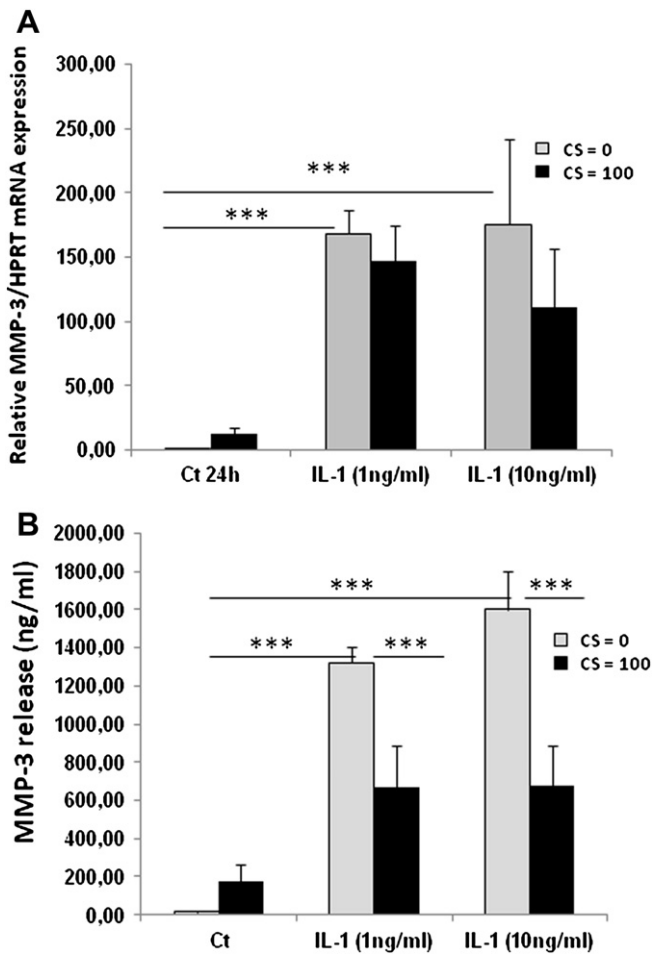 A
Relative MMP-3/HPRT mRNA expression
300,00
250,00
200,00
150,00
100,00
50,00
0,00
***
***
CS = 0
CS = 100
Ct 24h
IL-1 (1ng/ml)
IL-1 (10ng/ml)
B
MMP-3 release (ng/ml)
2000,00
1800,00
1600,00
1400,00
1200,00
1000,00
800,00
600,00
400,00
200,00
0,00
***
***
***
***
CS = 0
CS = 100
Ct
IL-1 (1ng/ml)
IL-1 (10ng/ml)